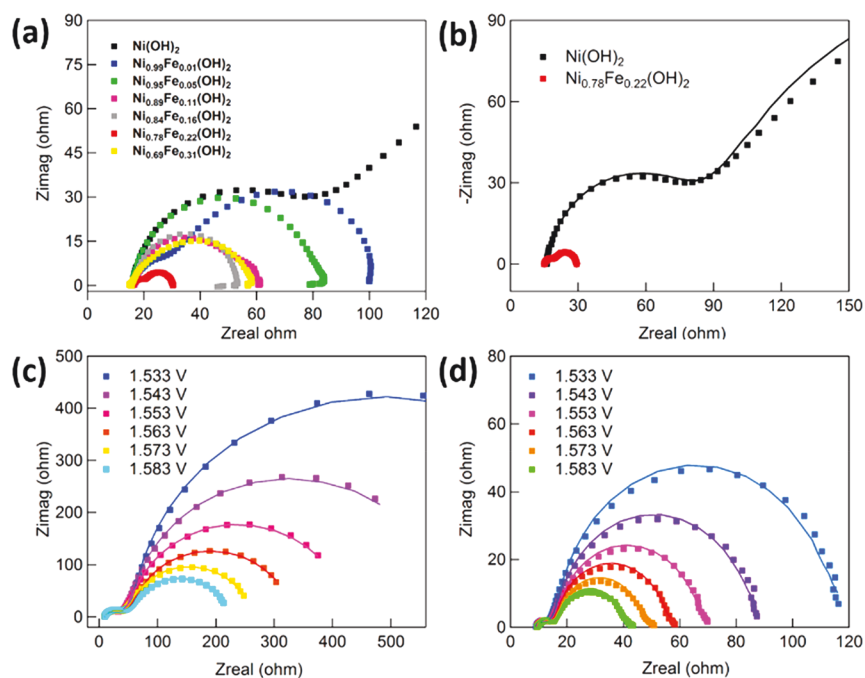 (a)
90
75
60
45
30
15
0
Zimag (ohm)
Ni(OH)₂
Ni₀.₉₉Fe₀.₀₁(OH)₂
Ni₀.₉₅Fe₀.₀₅(OH)₂
Ni₀.₈₉Fe₀.₁₁(OH)₂
Ni₀.₈₄Fe₀.₁₆(OH)₂
Ni₀.₇₈Fe₀.₂₂(OH)₂
Ni₀.₆₉Fe₀.₃₁(OH)₂
0 20 40 60 80 100 120
Zreal ohm
(b)
90
60
30
0
-Zimag (ohm)
Ni(OH)₂
Ni₀.₇₈Fe₀.₂₂(OH)₂
0 30 60 90 120 150
Zreal (ohm)
(c)
500
400
300
200
100
0
Zimag (ohm)
1.533 V
1.543 V
1.553 V
1.563 V
1.573 V
1.583 V
0 100 200 300 400 500
Zreal (ohm)
(d)
80
60
40
20
0
Zimag (ohm)
1.533 V
1.543 V
1.553 V
1.563 V
1.573 V
1.583 V
0 20 40 60 80 100 120
Zreal (ohm)